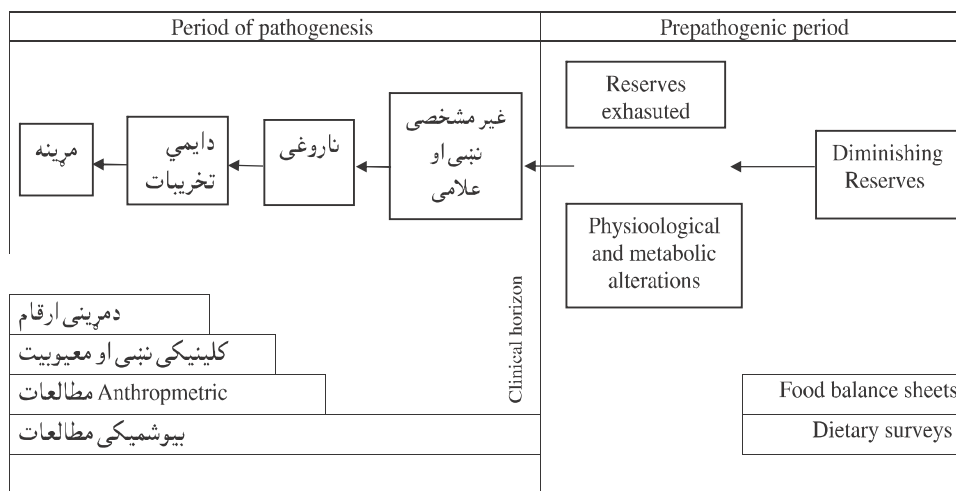 Period of pathogenesis
Prepathogenic period
Reserves
exhasuted
Diminishing
Reserves
Physioological
and metabolic
alterations
غیر مشخصی
نښی او
علامی
ناروغی
دایمي
تخریبات
مړینه
Clinical horizon
دمړینی ارقام
کلینیکی نښی او معیوبیت
مطالعات Anthropmetric
بیوشمیکی مطالعات
Food balance sheets
Dietary surveys